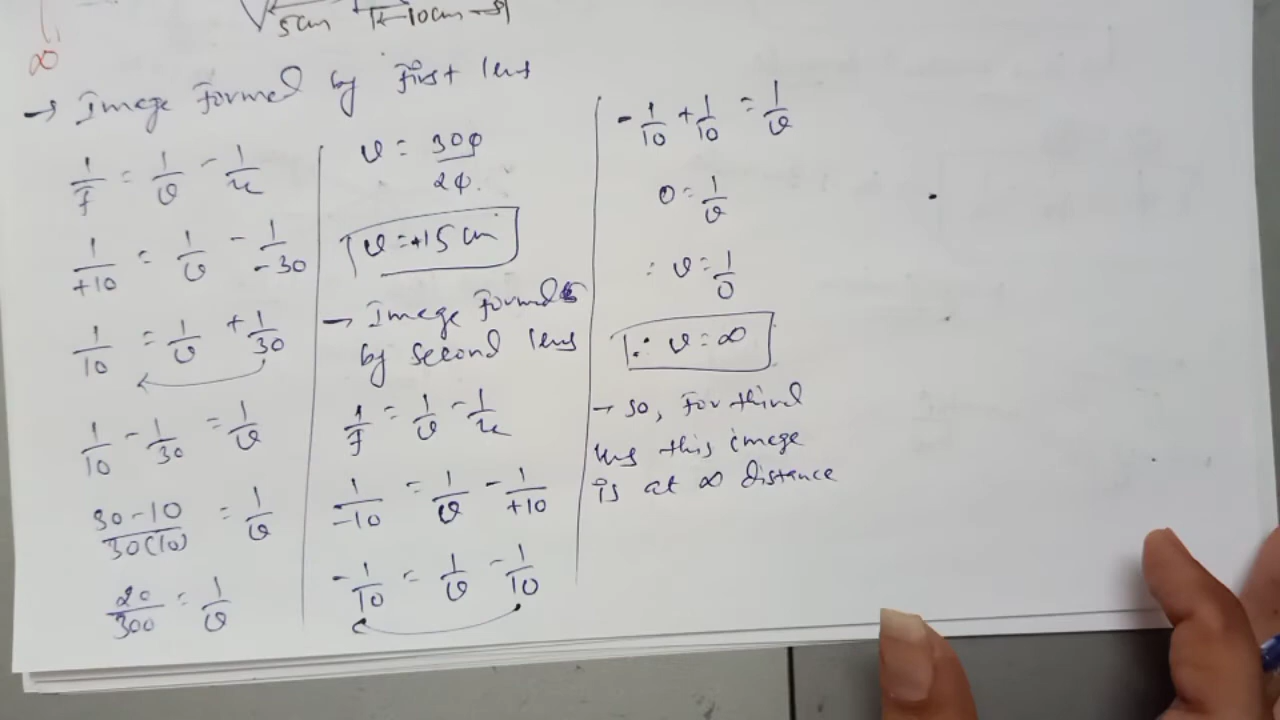 5cm |←10cm→|
∞
→ Image Formed by First lens
1/f = 1/v - 1/u
1/+10 = 1/v - 1/-30
1/10 = 1/v + 1/30
1/10 - 1/30 = 1/v
30-10/30(10) = 1/v
20/300 = 1/v
v = 300/20.
v = +15 cm
→ Image Formed
by second lens
1/f = 1/v - 1/u
1/-10 = 1/v - 1/+10
-1/10 = 1/v - 1/10
-1/10 + 1/10 = 1/v
0 = 1/v
: v = 1/0
∴ v = ∞
→ so, For third
lens this image
is at ∞ distance